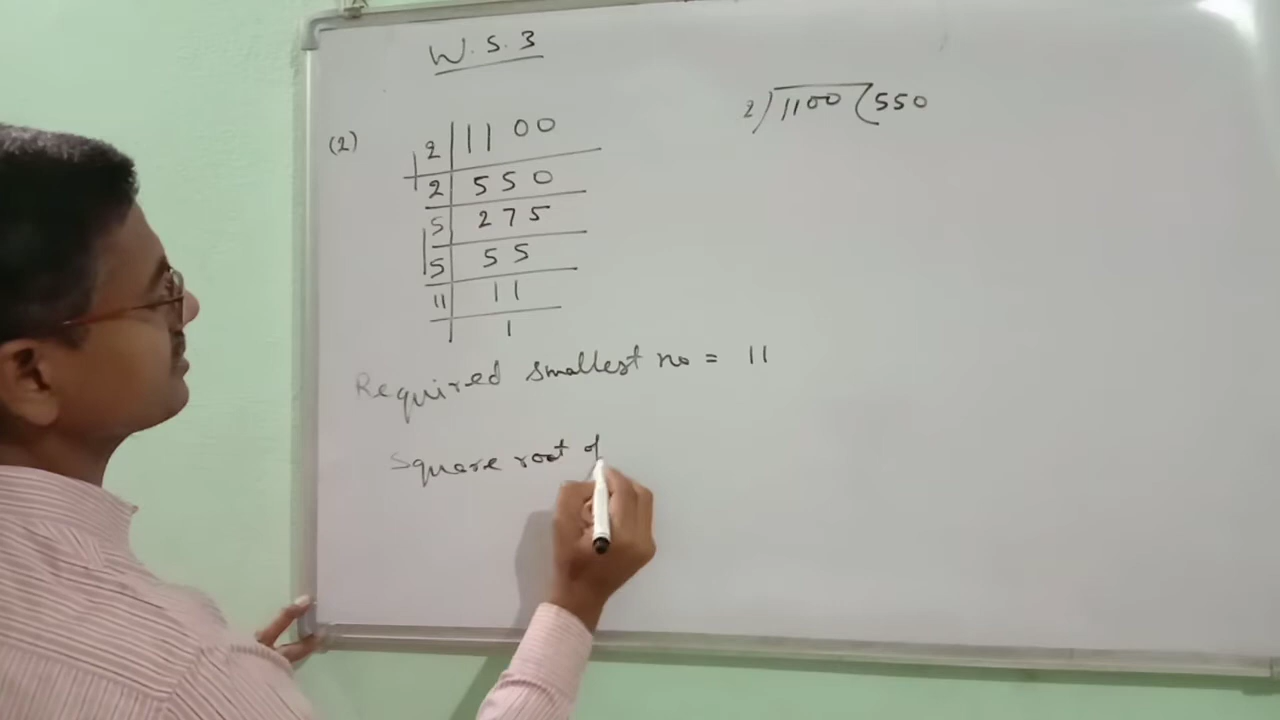 W.S.3
(2)
2 | 1100
2 | 550
5 | 275
5 | 55
11 | 11
| 1
2)1100(550
Required smallest no = 11
Square root of